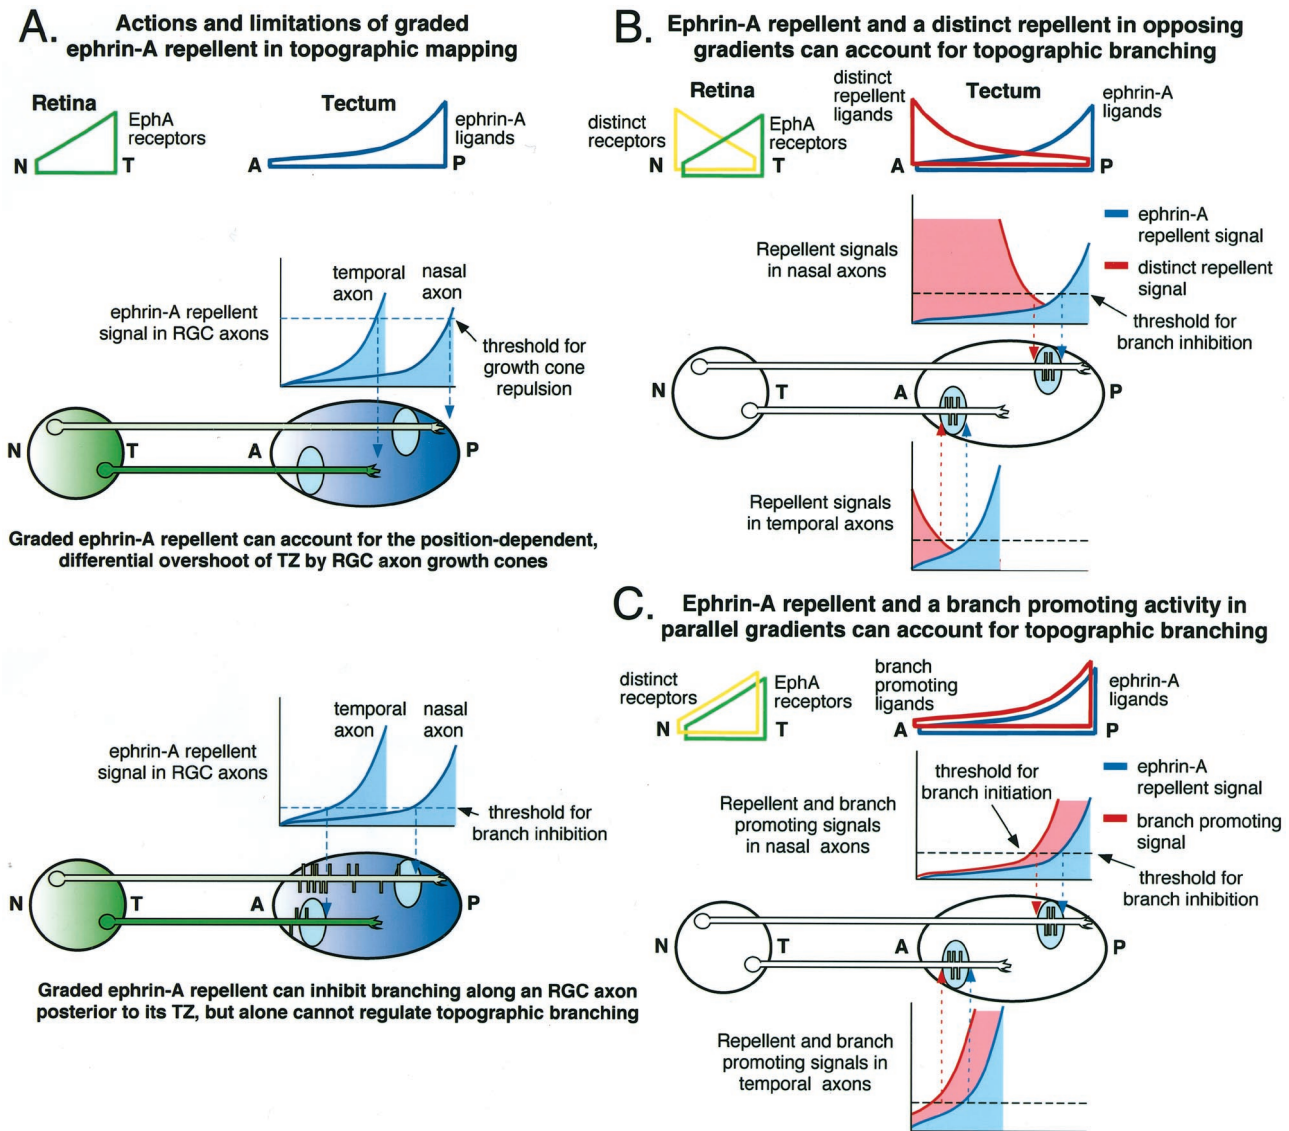 A.
Actions and limitations of graded
ephrin-A repellent in topographic mapping
Retina
EphA
receptors
N
T
Tectum
ephrin-A
ligands
A
P
temporal
axon
nasal
axon
ephrin-A repellent
signal in RGC axons
threshold for
growth cone
repulsion
N
T
A
P
Graded ephrin-A repellent can account for the position-dependent,
differential overshoot of TZ by RGC axon growth cones
temporal
axon
nasal
axon
ephrin-A repellent
signal in RGC axons
threshold for
branch inhibition
N
T
A
P
Graded ephrin-A repellent can inhibit branching along an RGC axon
posterior to its TZ, but alone cannot regulate topographic branching
B.
Ephrin-A repellent and a distinct repellent in opposing
gradients can account for topographic branching
Retina
distinct
receptors
EphA
receptors
N
T
distinct
repellent
ligands
Tectum
ephrin-A
ligands
A
P
Repellent signals
in nasal axons
ephrin-A
repellent signal
distinct repellent
signal
threshold for
branch inhibition
N
T
A
P
Repellent signals
in temporal axons
C.
Ephrin-A repellent and a branch promoting activity in
parallel gradients can account for topographic branching
distinct
receptors
EphA
receptors
N
T
branch
promoting
ligands
ephrin-A
ligands
A
P
threshold for
branch initiation
Repellent and branch
promoting signals
in nasal axons
ephrin-A
repellent signal
branch promoting
signal
threshold for
branch inhibition
N
T
A
P
Repellent and branch
promoting signals in
temporal axons